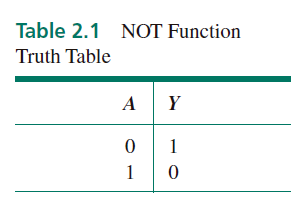 Table 2.1 NOT Function
Truth Table
A Y
0 1
1 0